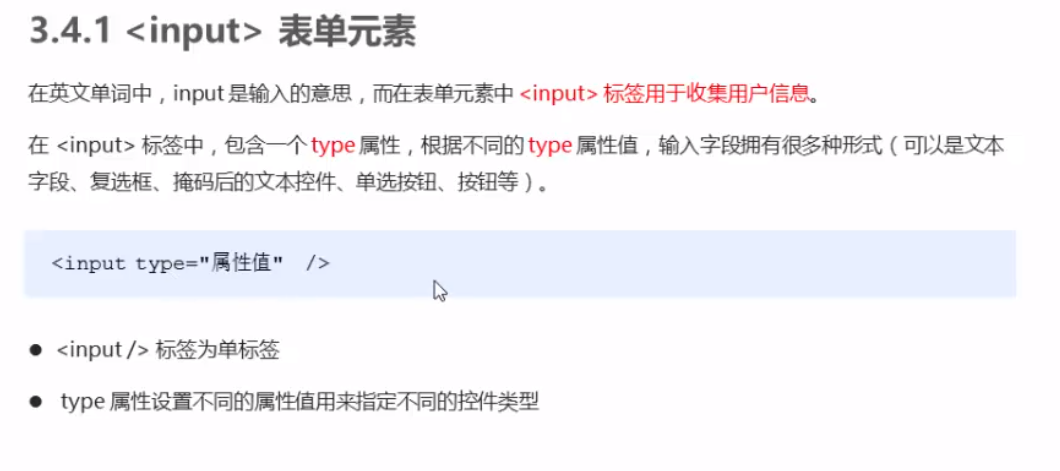 3.4.1 <input> 表单元素
在英文单词中，input 是输入的意思，而在表单元素中 <input> 标签用于收集用户信息。
在 <input> 标签中，包含一个 type 属性，根据不同的 type 属性值，输入字段拥有很多种形式（可以是文本
字段、复选框、掩码后的文本控件、单选按钮、按钮等）。
<input type="属性值" />
● <input /> 标签为单标签
● type 属性设置不同的属性值用来指定不同的控件类型